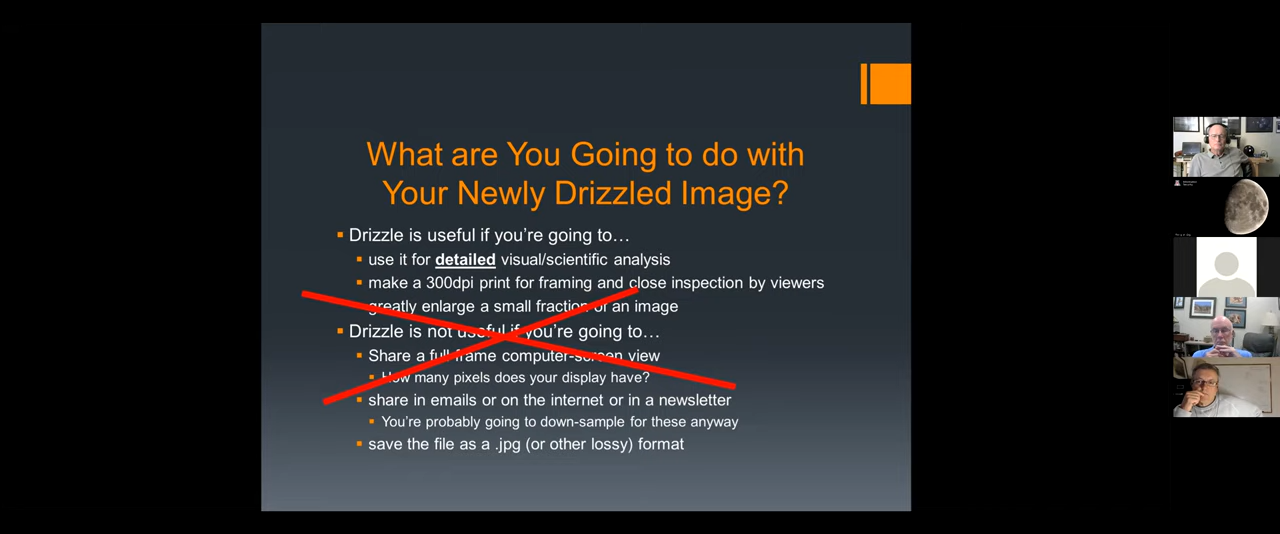 What are You Going to do with
Your Newly Drizzled Image?
Drizzle is useful if you're going to…
use it for detailed visual/scientific analysis
make a 300dpi print for framing and close inspection by viewers
greatly enlarge a small fraction of an image
Drizzle is not useful if you're going to…
Share a full frame computer-screen view
How many pixels does your display have?
share in emails or on the internet or in a newsletter
You're probably going to down-sample for these anyway
save the file as a .jpg (or other lossy) format